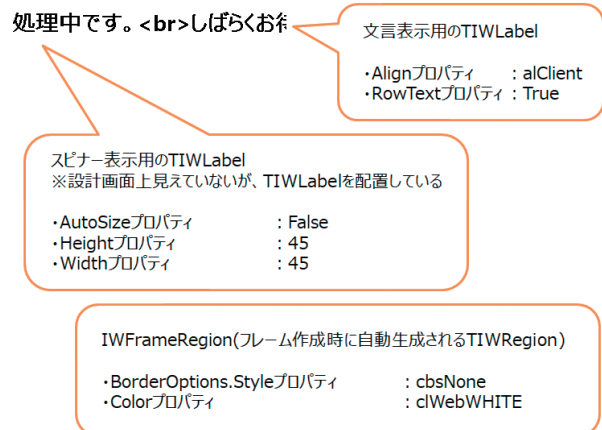 処理中です。<br>しばらくお待
文言表示用のTIWLabel
・Alignプロパティ : alClient
・RowTextプロパティ : True
スピナー表示用のTIWLabel
※設計画面上見えていないが、TIWLabelを配置している
・AutoSizeプロパティ : False
・Heightプロパティ : 45
・Widthプロパティ : 45
IWFrameRegion(フレーム作成時に自動生成されるTIWRegion)
・BorderOptions.Styleプロパティ : cbsNone
・Colorプロパティ : clWebWHITE